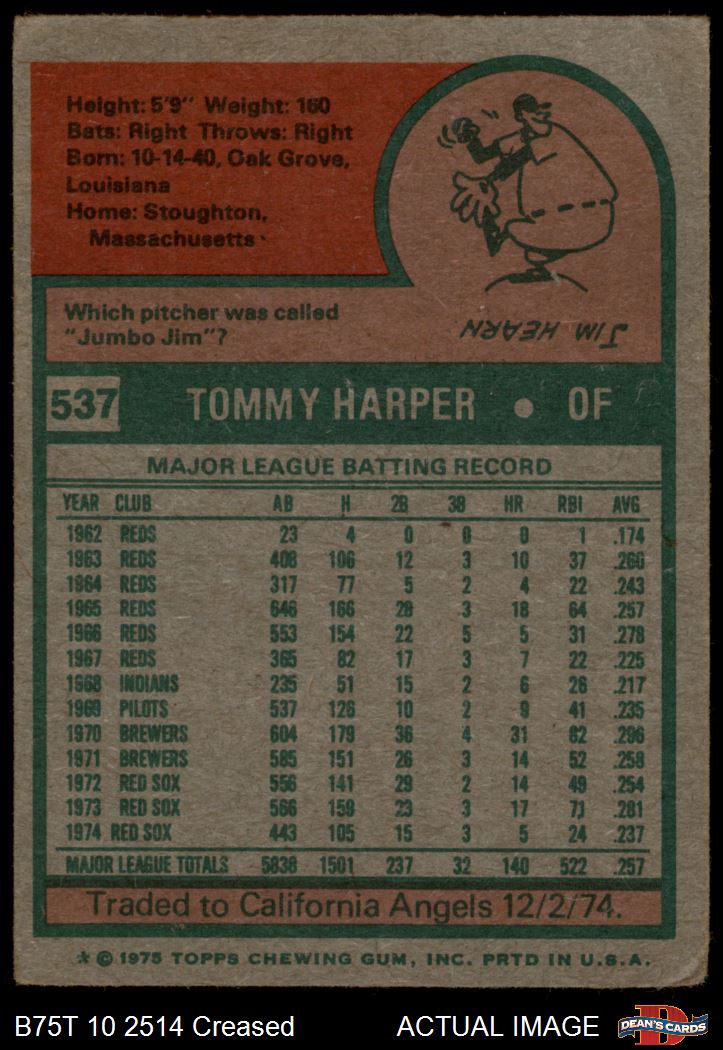 Height: 5'9" Weight: 160
Bats: Right Throws: Right
Born: 10-14-40, Oak Grove,
Louisiana
Home: Stoughton,
Massachusetts
Which pitcher was called
"Jumbo Jim"?
JIM HEARN
537 TOMMY HARPER • OF
MAJOR LEAGUE BATTING RECORD
YEAR CLUB AB H 2B 3B HR RBI AVG
1962 REDS 23 4 0 0 0 1 .174
1963 REDS 408 106 12 3 10 37 .260
1964 REDS 317 77 5 2 4 22 .243
1965 REDS 646 166 28 3 18 64 .257
1966 REDS 553 154 22 5 5 31 .278
1967 REDS 365 82 17 3 7 22 .225
1968 INDIANS 235 51 15 2 6 26 .217
1969 PILOTS 537 126 10 2 9 41 .235
1970 BREWERS 604 179 36 4 31 82 .296
1971 BREWERS 585 151 26 3 14 52 .258
1972 RED SOX 556 141 29 2 14 49 .254
1973 RED SOX 566 159 23 3 17 71 .281
1974 RED SOX 443 105 15 3 5 24 .237
MAJOR LEAGUE TOTALS 5838 1501 237 32 140 522 .257
Traded to California Angels 12/2/74.
* © 1975 TOPPS CHEWING GUM, INC. PRTD IN U.S.A.
B75T 10 2514 Creased ACTUAL IMAGE DEAN'S CARDS